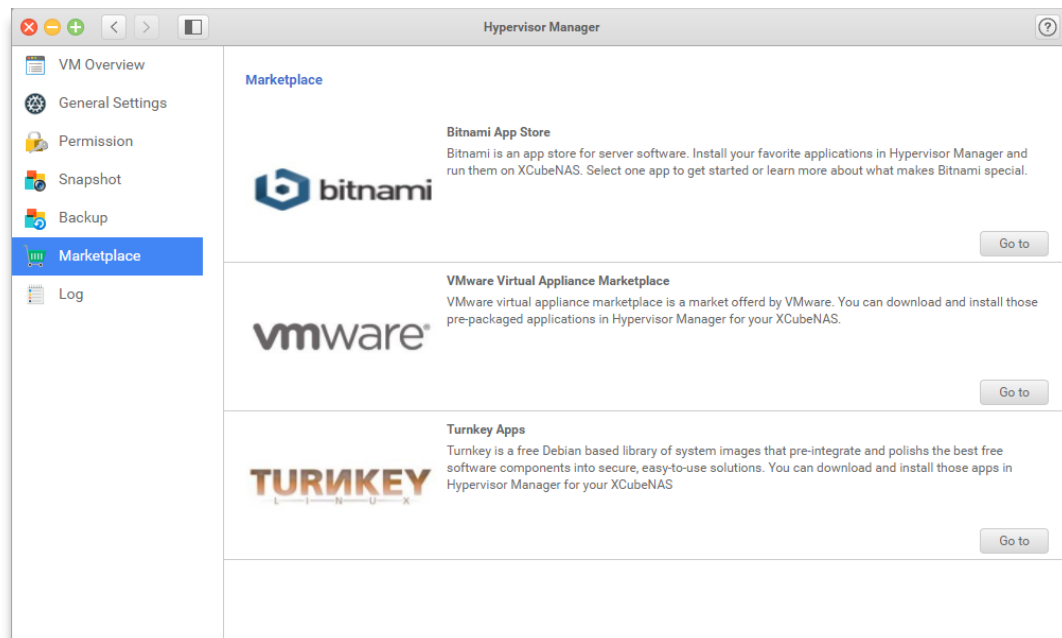 Hypervisor Manager
?
VM Overview
General Settings
Permission
Snapshot
Backup
Marketplace
Log
Marketplace
bitnami
Bitnami App Store
Bitnami is an app store for server software. Install your favorite applications in Hypervisor Manager and
run them on XCubeNAS. Select one app to get started or learn more about what makes Bitnami special.
Go to
vmware®
VMware Virtual Appliance Marketplace
VMware virtual appliance marketplace is a market offerd by VMware. You can download and install those
pre-packaged applications in Hypervisor Manager for your XCubeNAS.
Go to
TURNKEY
LINUX
Turnkey Apps
Turnkey is a free Debian based library of system images that pre-integrate and polishs the best free
software components into secure, easy-to-use solutions. You can download and install those apps in
Hypervisor Manager for your XCubeNAS
Go to